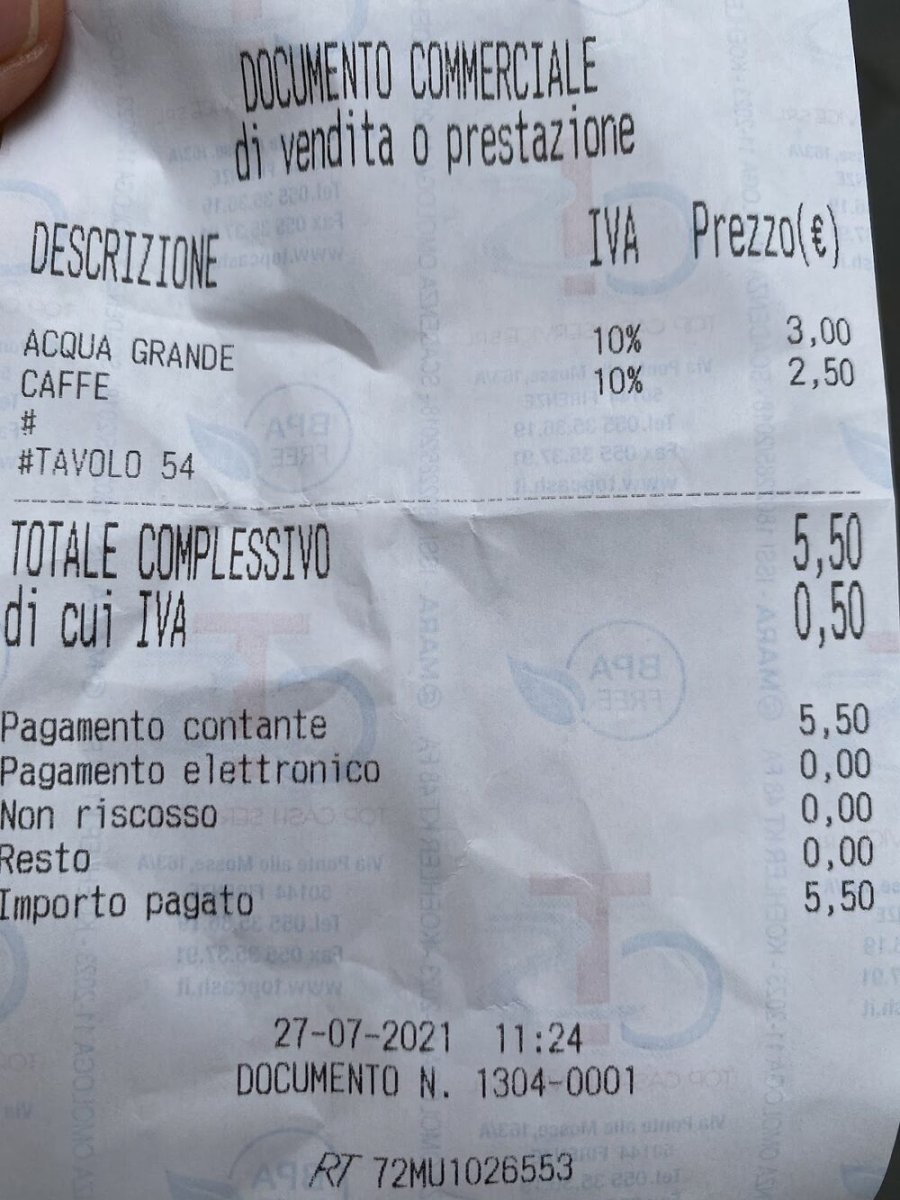 DOCUMENTO COMMERCIALE
di vendita o prestazione
DESCRIZIONE IVA Prezzo(€)
ACQUA GRANDE 10% 3,00
CAFFE 10% 2,50
#
#TAVOLO 54
TOTALE COMPLESSIVO 5,50
di cui IVA 0,50
Pagamento contante 5,50
Pagamento elettronico 0,00
Non riscosso 0,00
Resto 0,00
Importo pagato 5,50
27-07-2021 11:24
DOCUMENTO N. 1304-0001
RT 72MU1026553